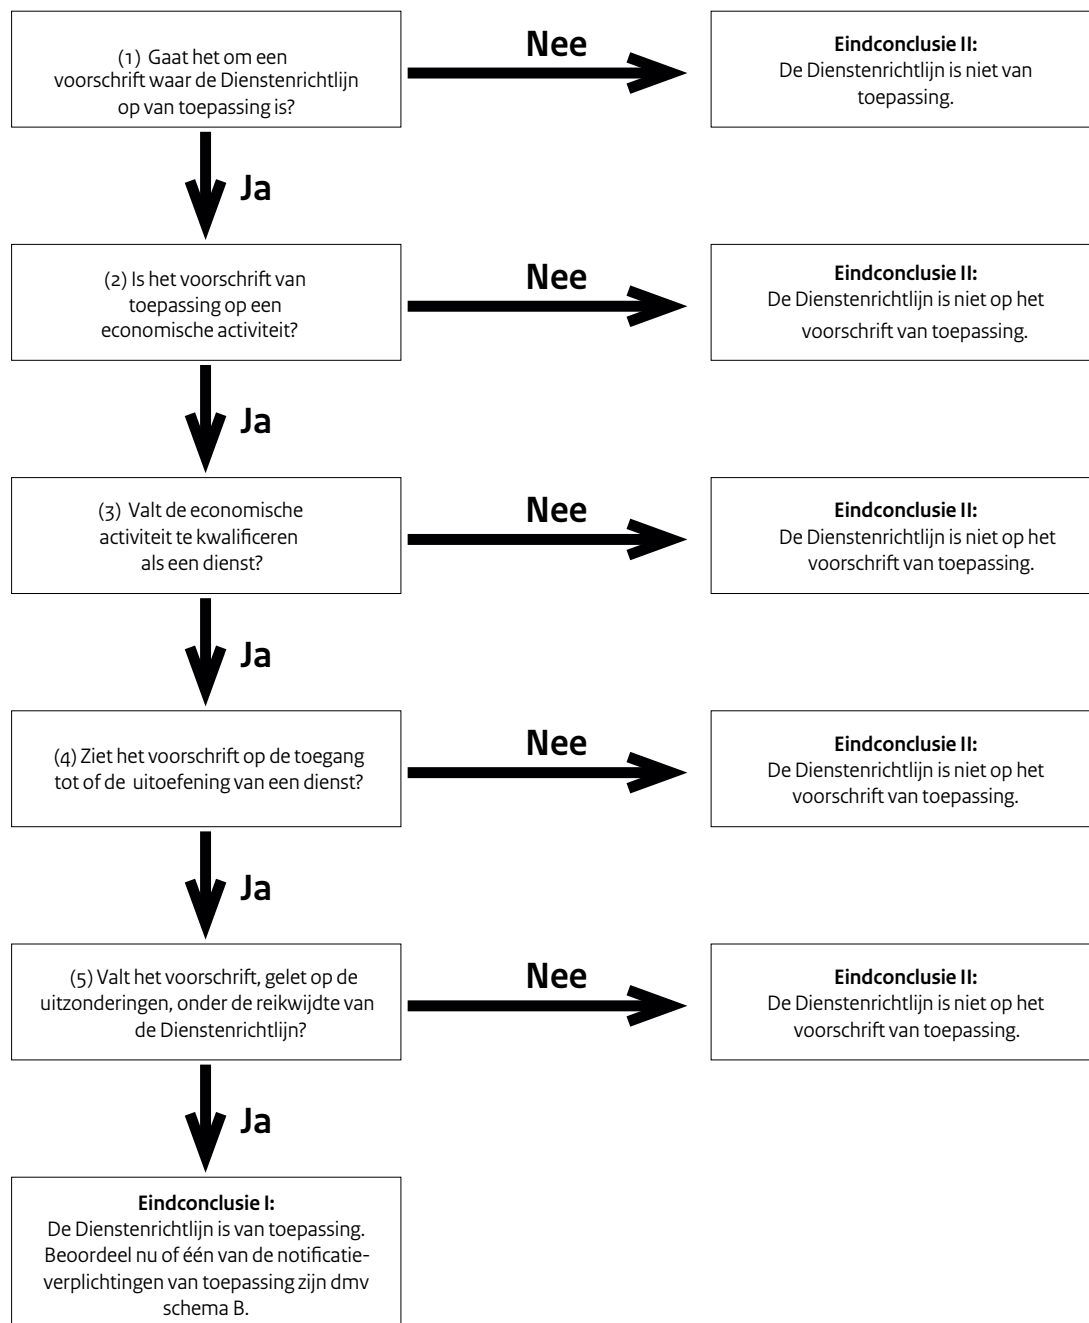 (1) Gaat het om een
voorschrift waar de Dienstenrichtlijn
op van toepassing is?
Nee
Eindconclusie II:
De Dienstenrichtlijn is niet van
toepassing.
Ja
(2) Is het voorschrift van
toepassing op een
economische activiteit?
Nee
Eindconclusie II:
De Dienstenrichtlijn is niet op het
voorschrift van toepassing.
Ja
(3) Valt de economische
activiteit te kwalificeren
als een dienst?
Nee
Eindconclusie II:
De Dienstenrichtlijn is niet op het
voorschrift van toepassing.
Ja
(4) Ziet het voorschrift op de toegang
tot of de uitoefening van een dienst?
Nee
Eindconclusie II:
De Dienstenrichtlijn is niet op het
voorschrift van toepassing.
Ja
(5) Valt het voorschrift, gelet op de
uitzonderingen, onder de reikwijdte van
de Dienstenrichtlijn?
Nee
Eindconclusie II:
De Dienstenrichtlijn is niet op het
voorschrift van toepassing.
Ja
Eindconclusie I:
De Dienstenrichtlijn is van toepassing.
Beoordeel nu of één van de notificatie-
verplichtingen van toepassing zijn dmv
schema B.